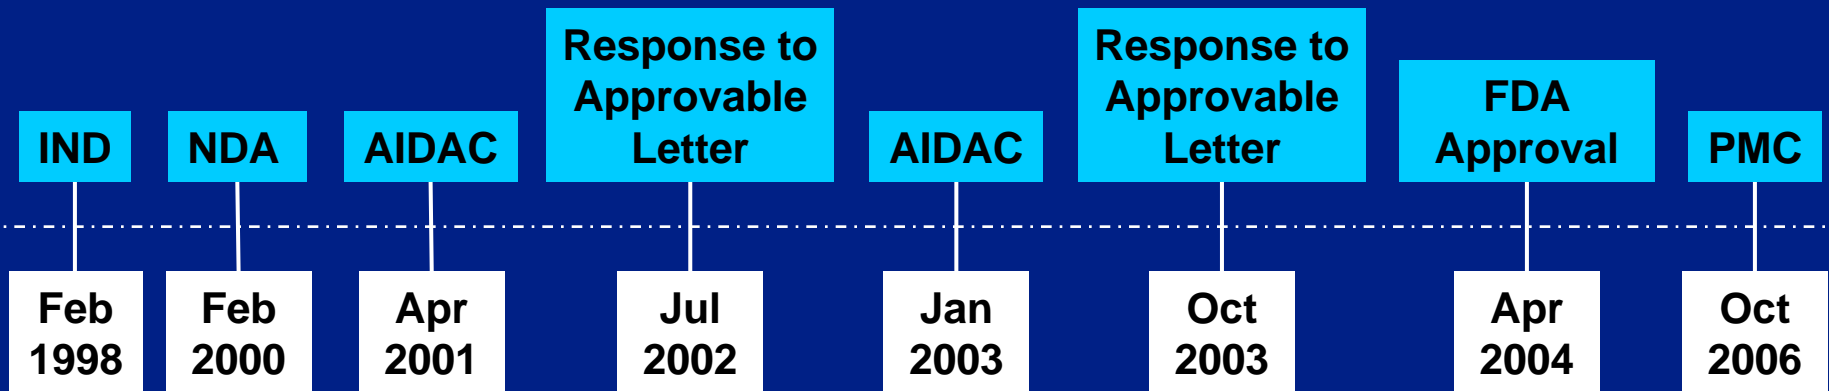 IND
NDA
AIDAC
Response to
Approvable
Letter
AIDAC
Response to
Approvable
Letter
FDA
Approval
PMC
Feb
1998
Feb
2000
Apr
2001
Jul
2002
Jan
2003
Oct
2003
Apr
2004
Oct
2006